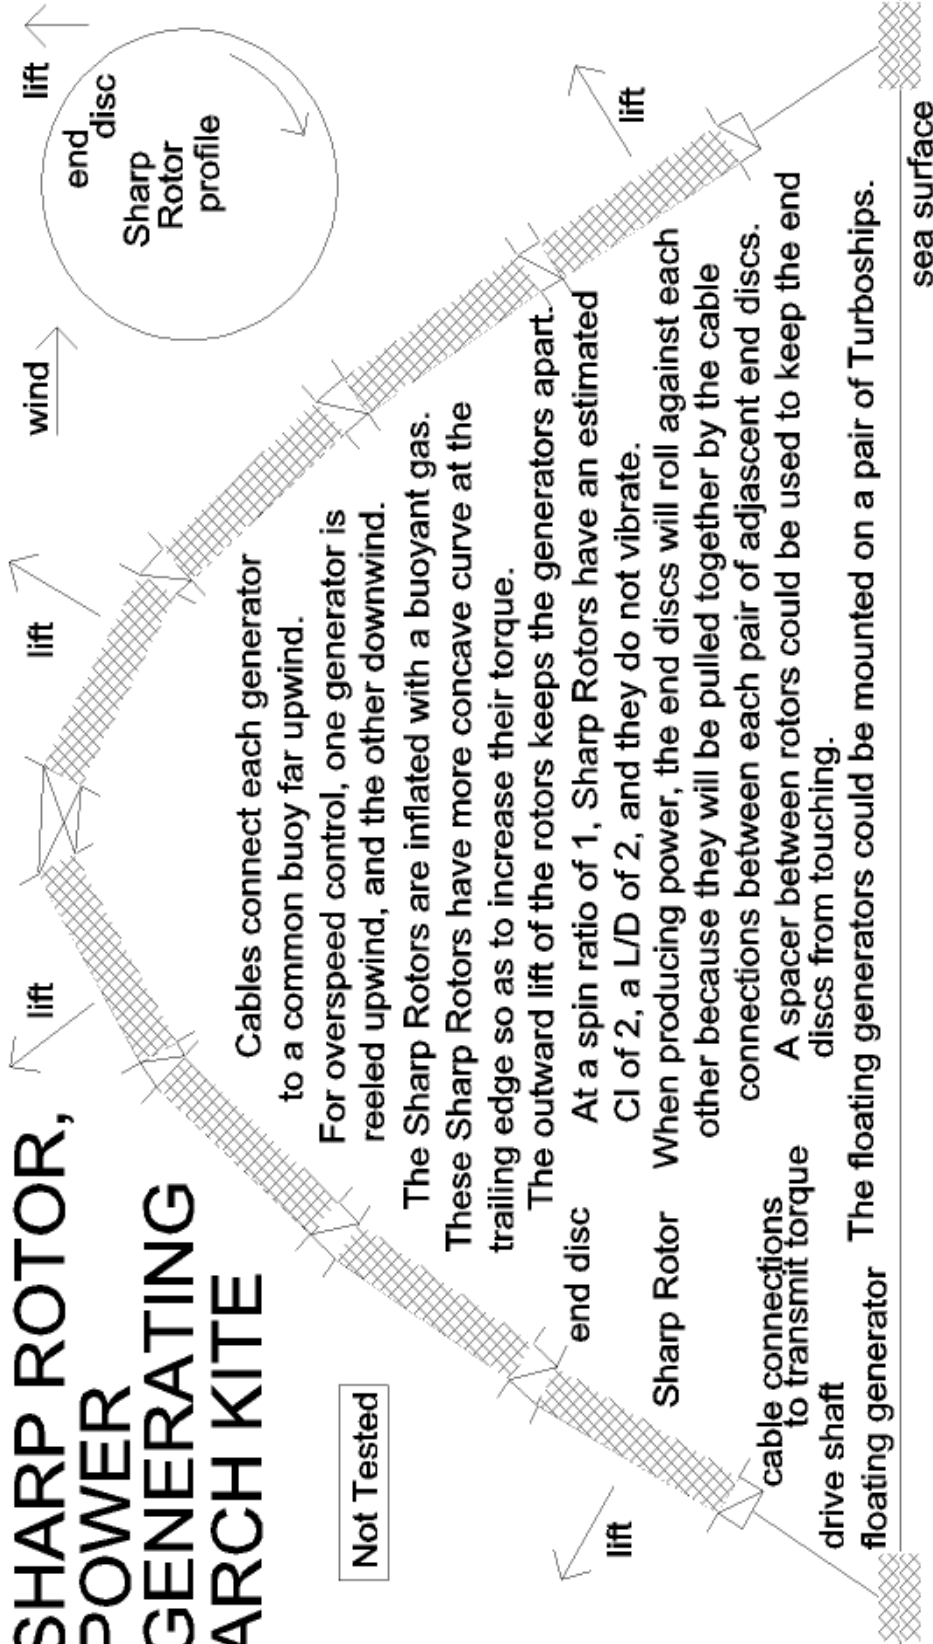 SHARP ROTOR,
POWER
GENERATING
ARCH KITE
Not Tested
lift
lift
lift
lift
wind
lift
end
disc
Sharp
Rotor
profile
Cables connect each generator
to a common buoy far upwind.
For overspeed control, one generator is
reeled upwind, and the other downwind.
The Sharp Rotors are inflated with a buoyant gas.
These Sharp Rotors have more concave curve at the
trailing edge so as to increase their torque.
The outward lift of the rotors keeps the generators apart.
At a spin ratio of 1, Sharp Rotors have an estimated
Cl of 2, a L/D of 2, and they do not vibrate.
When producing power, the end discs will roll against each
other because they will be pulled together by the cable
connections between each pair of adjascent end discs.
A spacer between rotors could be used to keep the end
discs from touching.
The floating generators could be mounted on a pair of Turboships.
end disc
Sharp Rotor
cable connections
to transmit torque
drive shaft
floating generator
sea surface